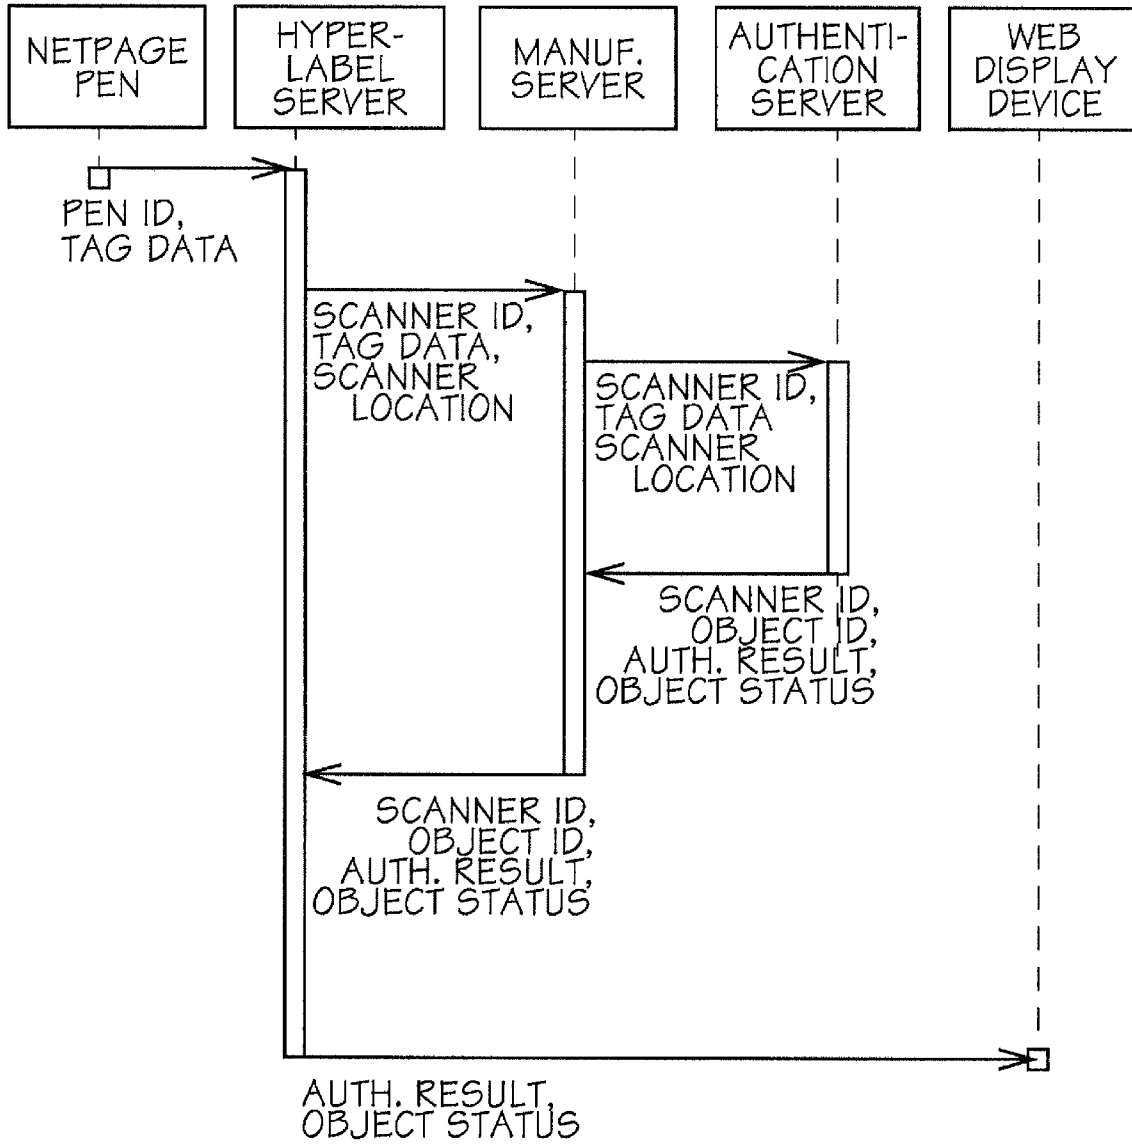 NETPAGE
PEN
HYPER-
LABEL
SERVER
MANUF.
SERVER
AUTHENTI-
CATION
SERVER
WEB
DISPLAY
DEVICE
PEN ID,
TAG DATA
SCANNER ID,
TAG DATA,
SCANNER
LOCATION
SCANNER ID,
TAG DATA
SCANNER
LOCATION
SCANNER ID,
OBJECT ID,
AUTH. RESULT,
OBJECT STATUS
SCANNER ID,
OBJECT ID,
AUTH. RESULT,
OBJECT STATUS
AUTH. RESULT,
OBJECT STATUS